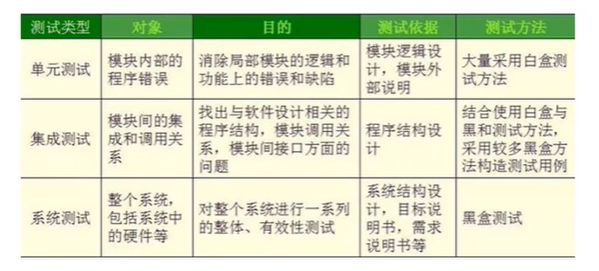 测试类型 对象 目的 测试依据 测试方法
单元测试
模块内部的
程序错误
消除局部模块的逻辑和
功能上的错误和缺陷
模块逻辑设
计，模块外
部说明
大量采用白盒测
试方法
集成测试
模块间的集
成和调用关
系
找出与软件设计相关的
程序结构，模块调用关
系，模块间接口方面的
问题
程序结构设
计
结合使用白盒与
黑和测试方法，
采用较多黑盒方
法构造测试用例
系统测试
整个系统，
包括系统中
的硬件等
对整个系统进行一系列
的整体、有效性测试
系统结构设
计，目标说
明书，需求
说明书等
黑盒测试